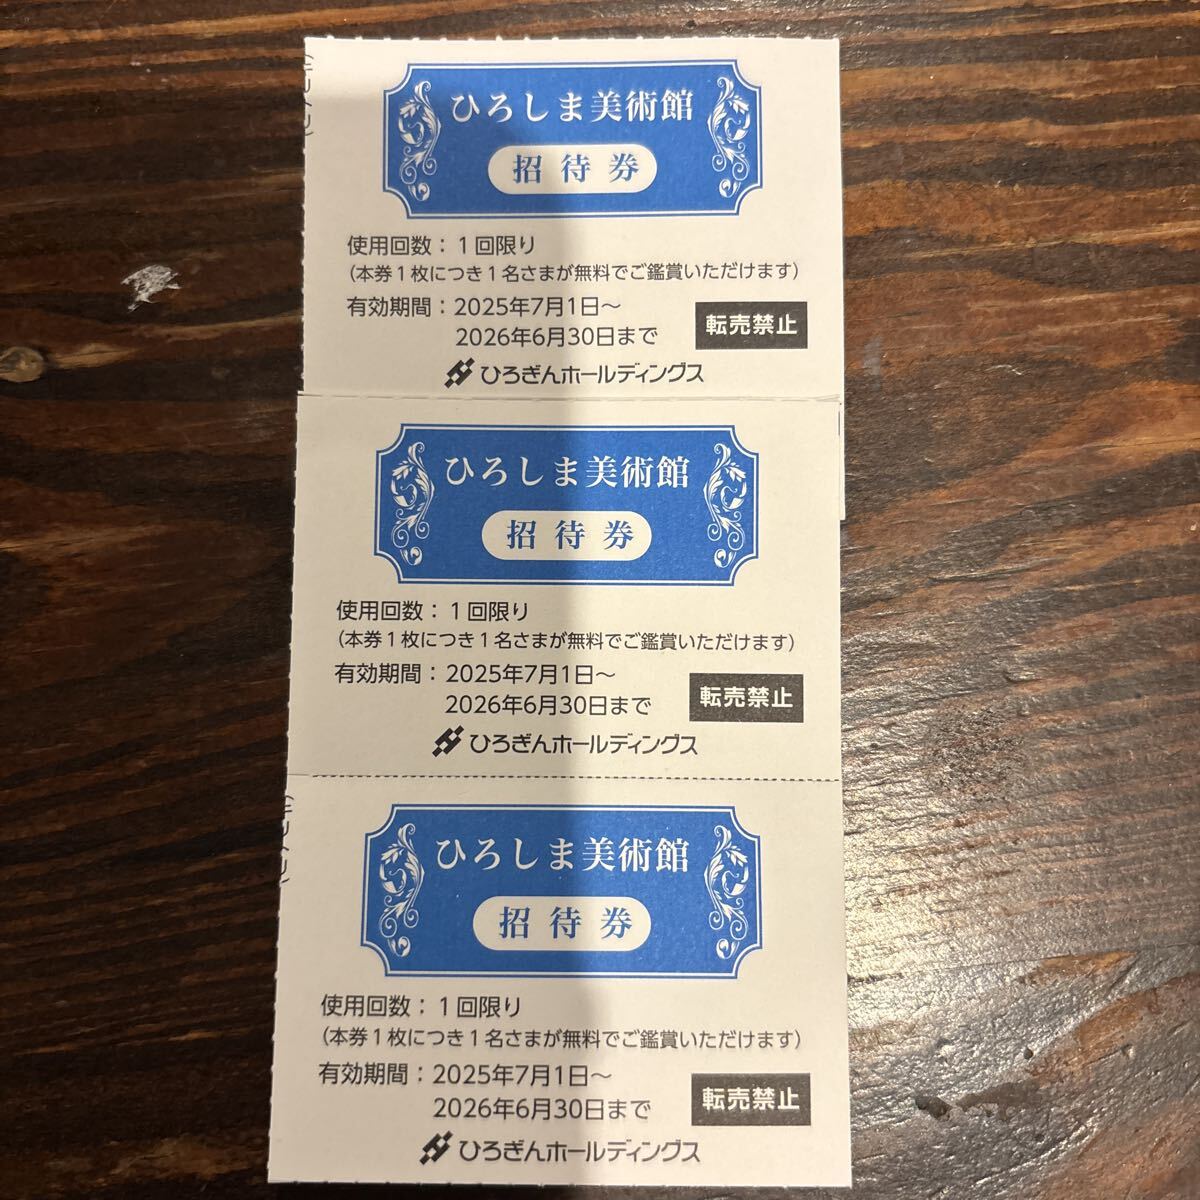 ひろしま美術館
招待券
使用回数：1回限り
（本券1枚につき1名さまが無料でご鑑賞いただけます）
有効期間：2025年7月1日～
2026年6月30日まで
転売禁止
ひろぎんホールディングス
ひろしま美術館
招待券
使用回数：1回限り
（本券1枚につき1名さまが無料でご鑑賞いただけます）
有効期間：2025年7月1日～
2026年6月30日まで
転売禁止
ひろぎんホールディングス
ひろしま美術館
招待券
使用回数：1回限り
（本券1枚につき1名さまが無料でご鑑賞いただけます）
有効期間：2025年7月1日～
2026年6月30日まで
転売禁止
ひろぎんホールディングス